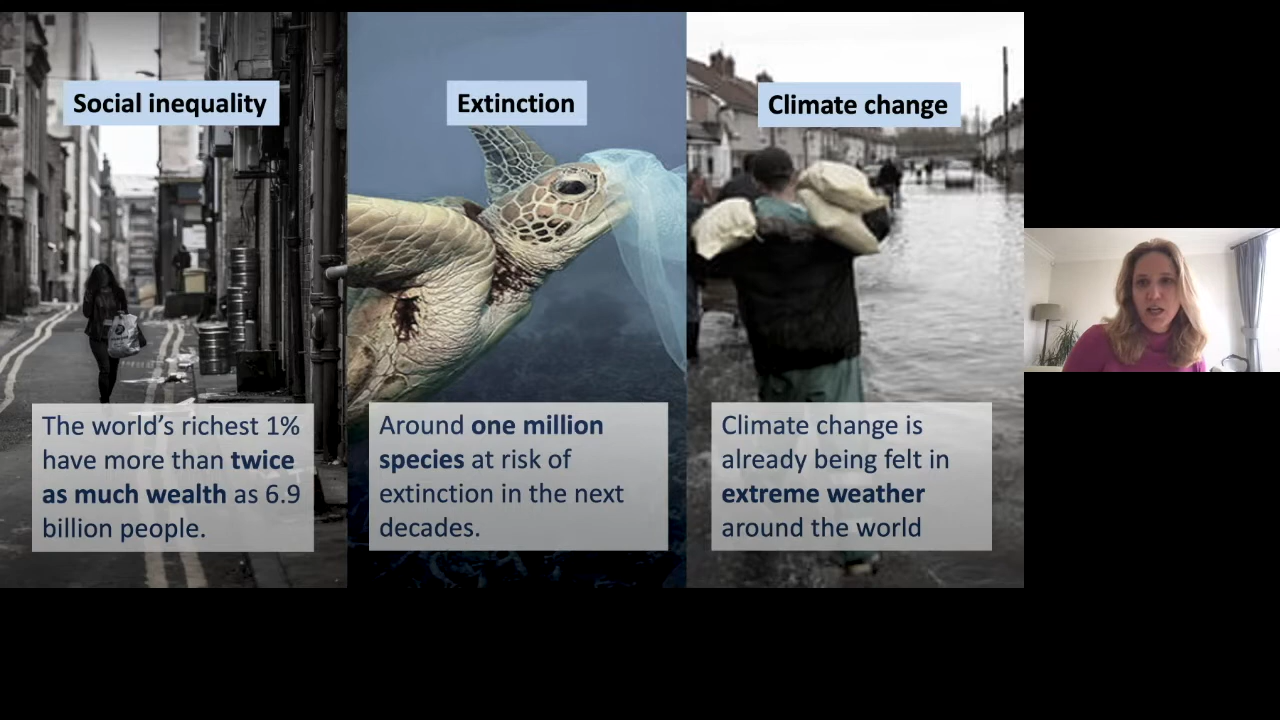 Social inequality
Extinction
Climate change
The world’s richest 1%
have more than twice
as much wealth as 6.9
billion people.
Around one million
species at risk of
extinction in the next
decades.
Climate change is
already being felt in
extreme weather
around the world